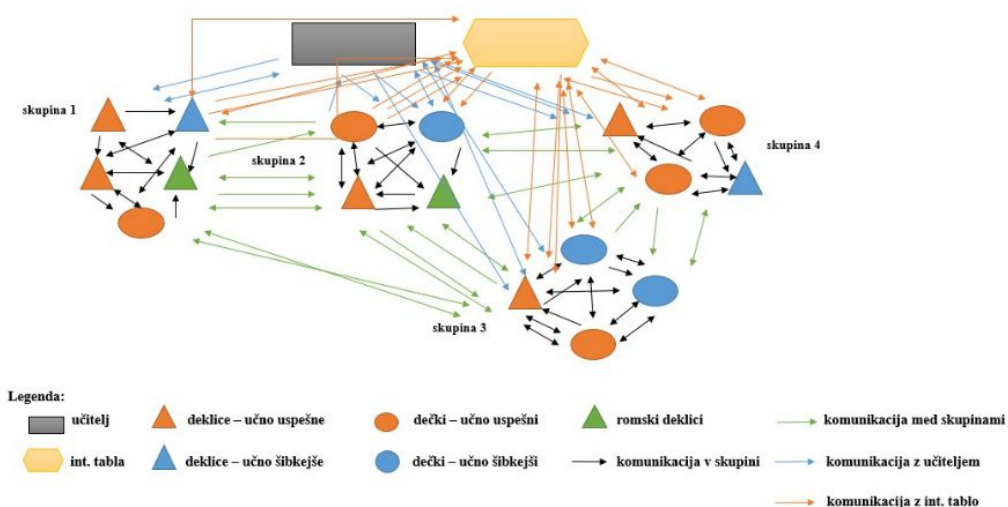 skupina 1
skupina 2
skupina 4
skupina 3
Legenda:
učitelj
deklice – učno uspešne
dečki – učno uspešni
romski deklici
komunikacija med skupinami
int. tabla
deklice – učno šibkejše
dečki – učno šibkejši
komunikacija v skupini
komunikacija z učiteljem
komunikacija z int. tablo